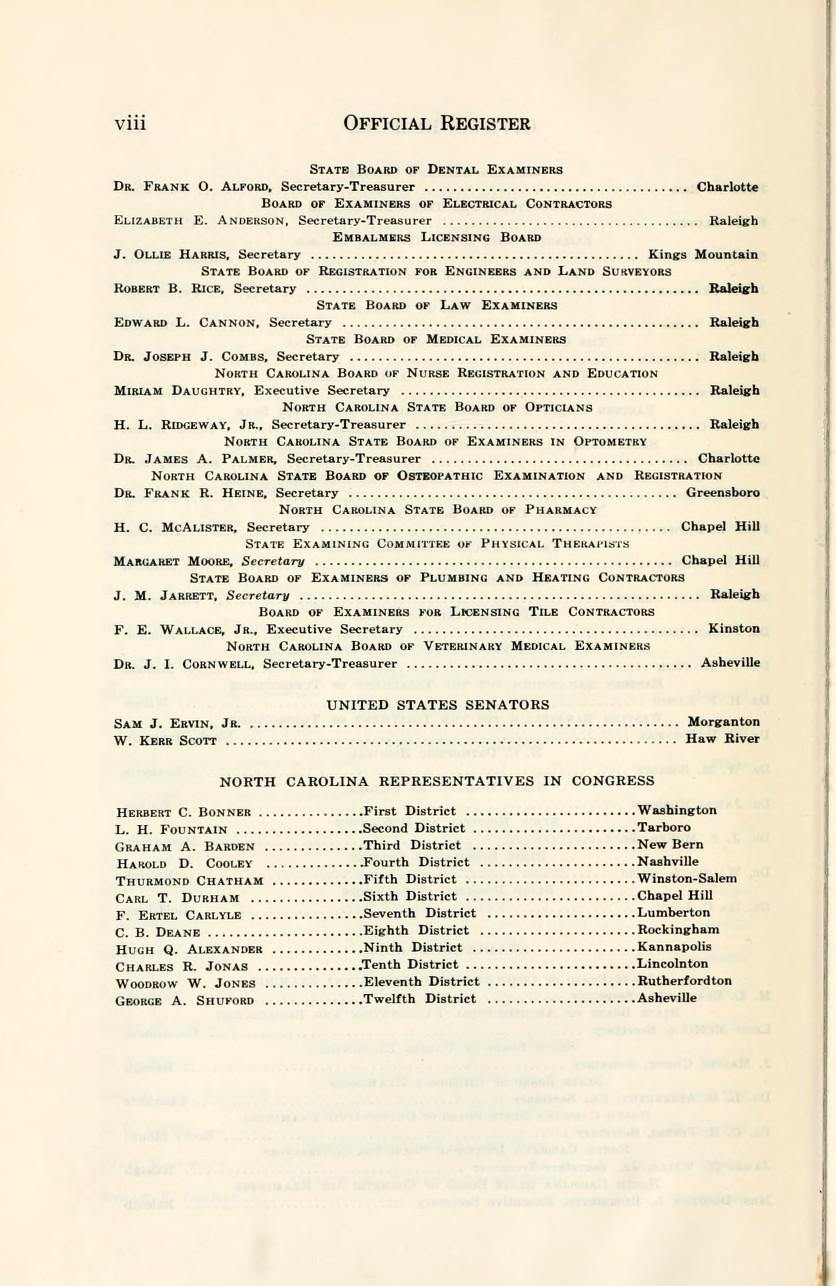 viii OFFICIAL REGISTER
STATE BOARD OF DENTAL EXAMINERS
DR. FRANK O. ALFORD, Secretary-Treasurer ........ Charlotte
BOARD OF EXAMINERS OF ELECTRICAL CONTRACTORS
ELIZABETH E. ANDERSON, Secretary-Treasurer ........ Raleigh
EMBALMERS LICENSING BOARD
J. OLLIE HARRIS, Secretary ........ Kings Mountain
STATE BOARD OF REGISTRATION FOR ENGINEERS AND LAND SURVEYORS
ROBERT B. RICE, Secretary ........ Raleigh
STATE BOARD OF LAW EXAMINERS
EDWARD L. CANNON, Secretary ........ Raleigh
STATE BOARD OF MEDICAL EXAMINERS
DR. JOSEPH J. COMBS, Secretary ........ Raleigh
NORTH CAROLINA BOARD OF NURSE REGISTRATION AND EDUCATION
MIRIAM DAUGHTRY, Executive Secretary ........ Raleigh
NORTH CAROLINA STATE BOARD OF OPTICIANS
H. L. RIDGEWAY, JR., Secretary-Treasurer ........ Raleigh
NORTH CAROLINA STATE BOARD OF EXAMINERS IN OPTOMETRY
DR. JAMES A. PALMER, Secretary-Treasurer ........ Charlotte
NORTH CAROLINA STATE BOARD OF OSTEOPATHIC EXAMINATION AND REGISTRATION
DR. FRANK R. HEINE, Secretary ........ Greensboro
NORTH CAROLINA STATE BOARD OF PHARMACY
H. C. MCALISTER, Secretary ........ Chapel Hill
STATE EXAMINING COMMITTEE OF PHYSICAL THERAPISTS
MARGARET MOORE, Secretary ........ Chapel Hill
STATE BOARD OF EXAMINERS OF PLUMBING AND HEATING CONTRACTORS
J. M. JARRETT, Secretary ........ Raleigh
BOARD OF EXAMINERS FOR LICENSING TILE CONTRACTORS
F. E. WALLACE, JR., Executive Secretary ........ Kinston
NORTH CAROLINA BOARD OF VETERINARY MEDICAL EXAMINERS
DR. J. I. CORNWELL, Secretary-Treasurer ........ Asheville
UNITED STATES SENATORS
SAM J. ERVIN, JR. ........ Morganton
W. KERR SCOTT ........ Haw River
NORTH CAROLINA REPRESENTATIVES IN CONGRESS
HERBERT C. BONNER ........ First District ........ Washington
L. H. FOUNTAIN ........ Second District ........ Tarboro
GRAHAM A. BARDEN ........ Third District ........ New Bern
HAROLD D. COOLEY ........ Fourth District ........ Nashville
THURMOND CHATHAM ........ Fifth District ........ Winston-Salem
CARL T. DURHAM ........ Sixth District ........ Chapel Hill
F. ERTEL CARLYLE ........ Seventh District ........ Lumberton
C. B. DEANE ........ Eighth District ........ Rockingham
HUGH Q. ALEXANDER ........ Ninth District ........ Kannapolis
CHARLES R. JONAS ........ Tenth District ........ Lincolnton
WOODROW W. JONES ........ Eleventh District ........ Rutherfordton
GEORGE A. SHUFORD ........ Twelfth District ........ Asheville